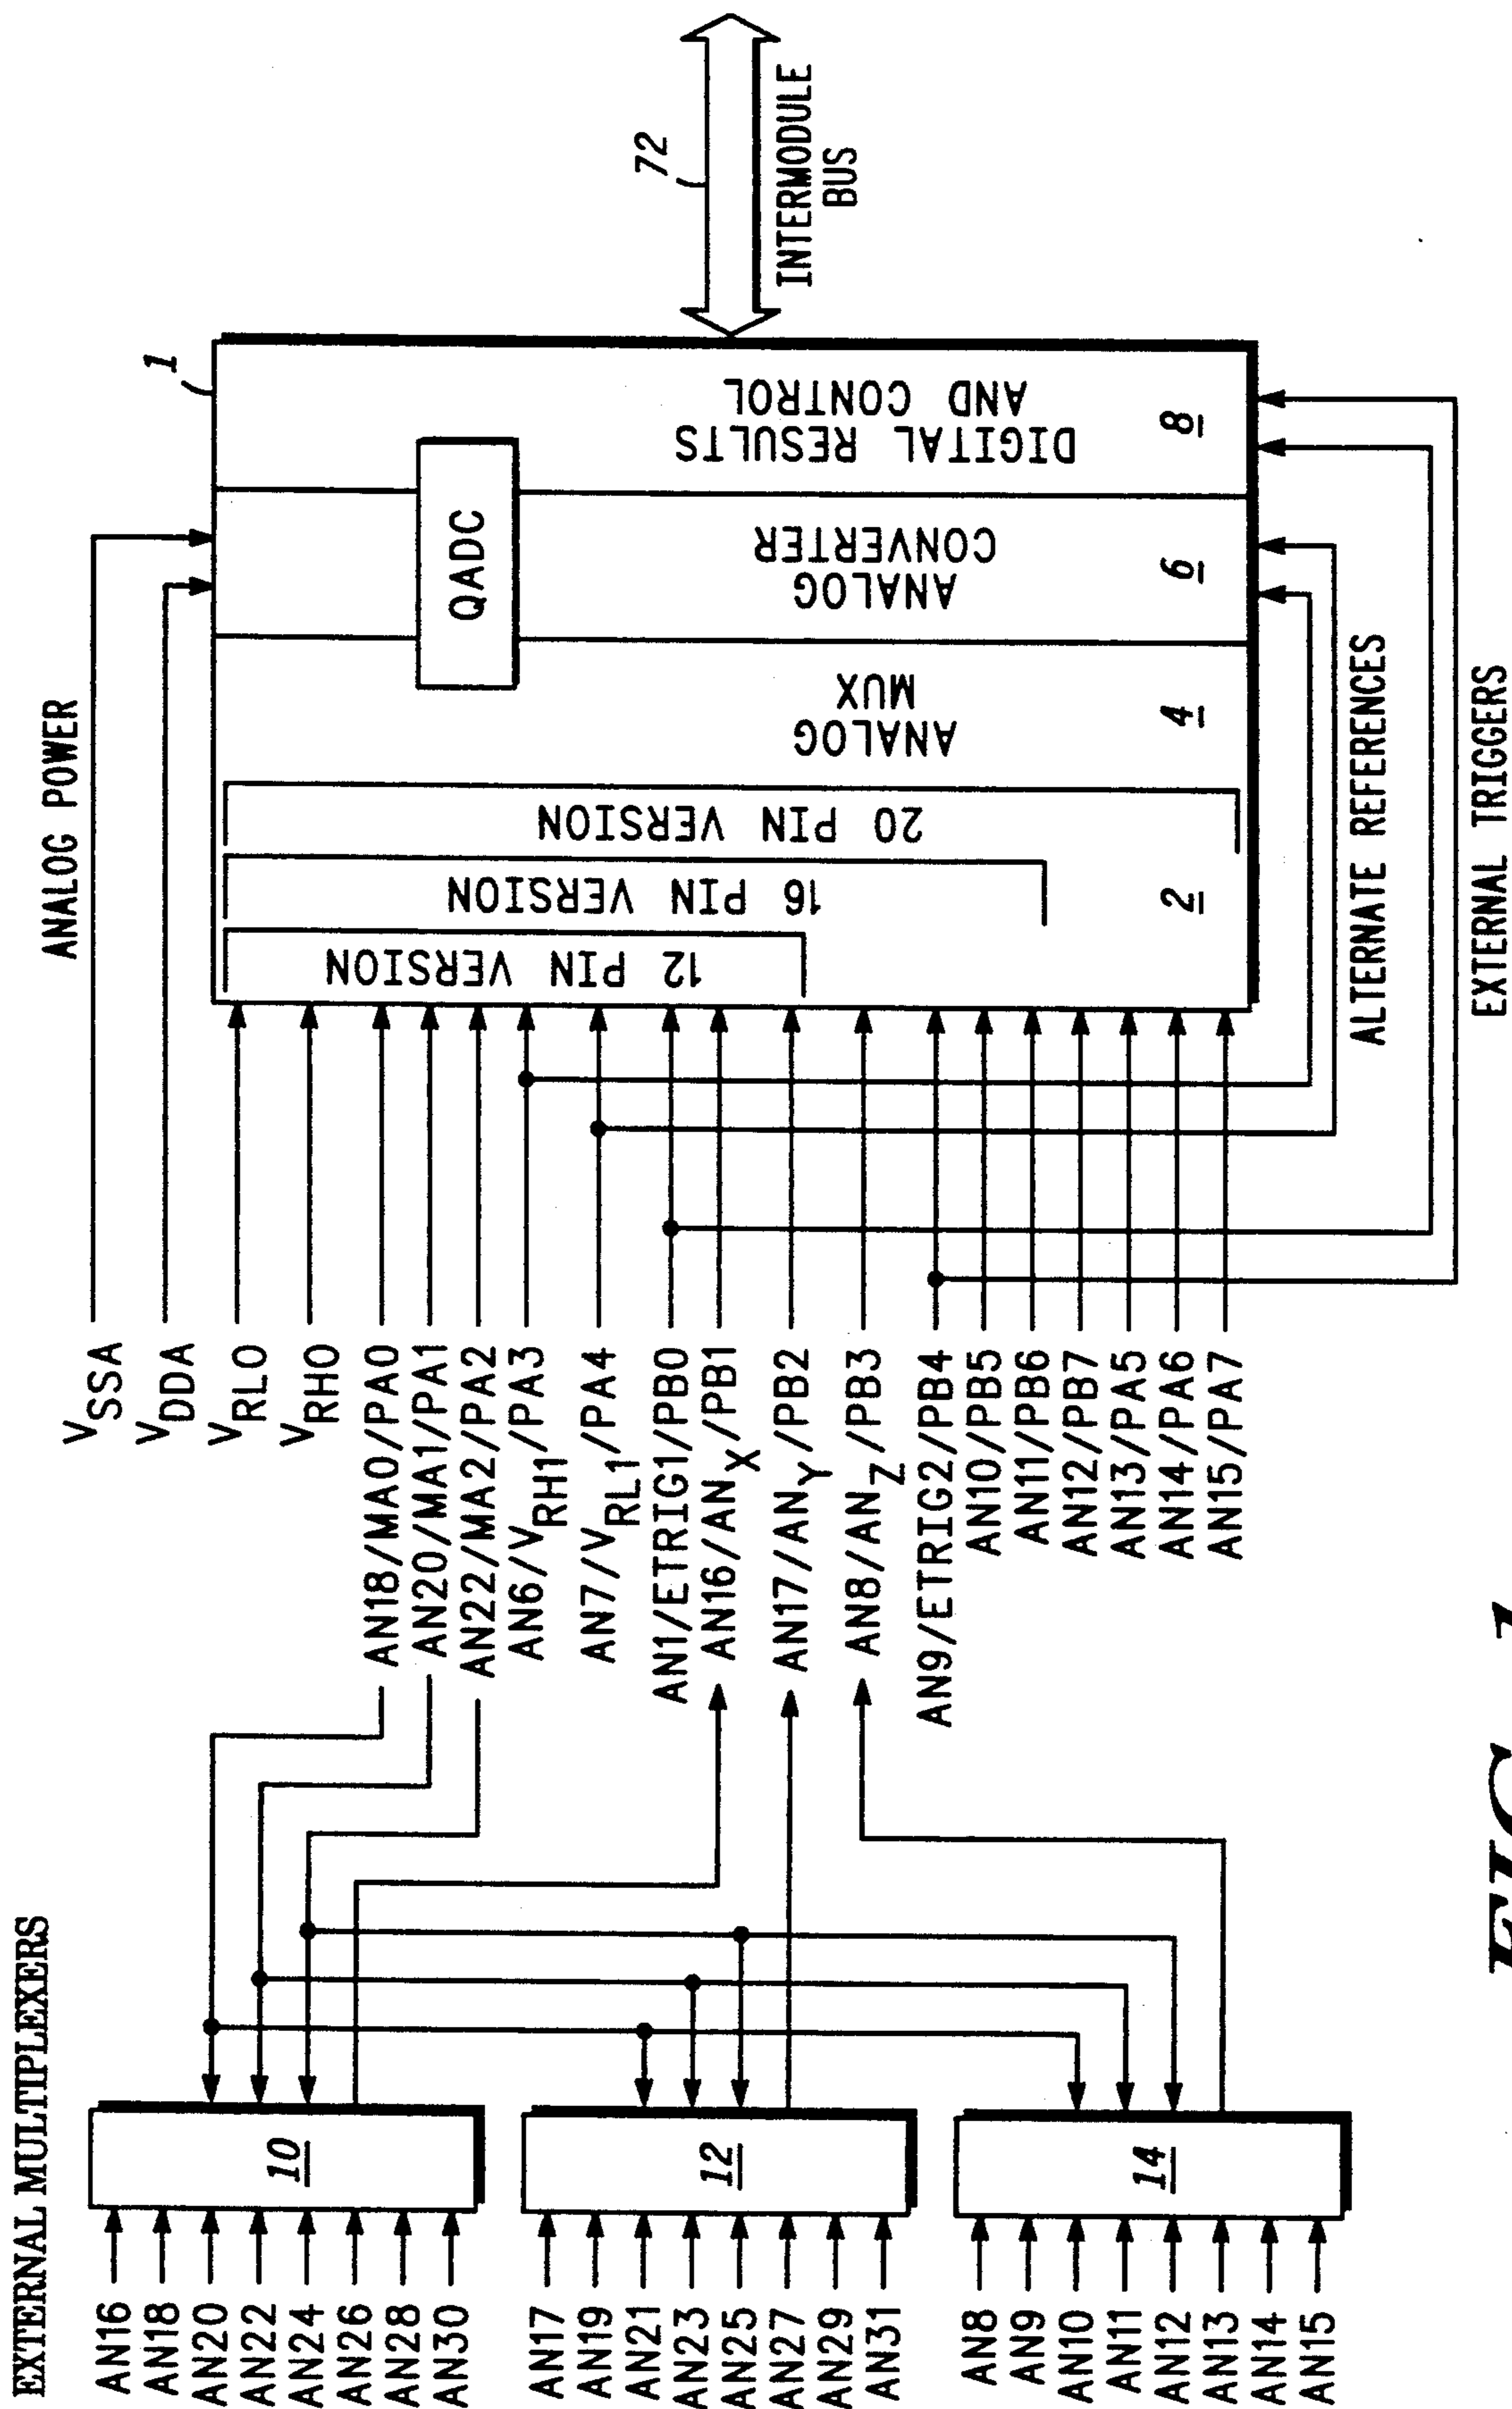 EXTERNAL MULTIPLEXERS
AN16
AN18
AN20
AN22
AN24
AN26
AN28
AN30
10
AN17
AN19
AN21
AN23
AN25
AN27
AN29
AN31
12
AN8
AN9
AN10
AN11
AN12
AN13
AN14
AN15
14
ANALOG POWER
VSSA
VDDA
VRLO
VRHO
AN18/MA0/PA0
AN20/MA1/PA1
AN22/MA2/PA2
AN6/VRH1/PA3
AN7/VRL1/PA4
AN1/ETRIG1/PB0
AN16/ANX/PB1
AN17/ANY/PB2
AN8/ANZ/PB3
AN9/ETRIG2/PB4
AN10/PB5
AN11/PB6
AN12/PB7
AN13/PA5
AN14/PA6
AN15/PA7
12 PIN VERSION
16 PIN VERSION
20 PIN VERSION
2
ANALOG
MUX
4
QADC
ANALOG
CONVERTER
6
DIGITAL RESULTS
AND CONTROL
8
1
72
INTERMODULE
BUS
ALTERNATE REFERENCES
EXTERNAL TRIGGERS
FIG. 1